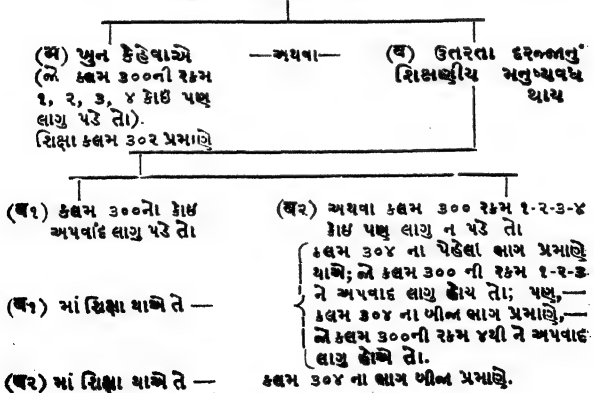 (અ) ખુન કેહેવાએ —અથવા— (બ) ઉતરતા દરજ્જાનું
(જો કલમ ૩૦૦ની રકમ શિક્ષણીય મનુષ્યવધ
૧, ૨, ૩, ૪ કોઇ પણ થાય
લાગુ પડે તો).
શિક્ષા કલમ ૩૦૨ પ્રમાણે
(બ૧) કલમ ૩૦૦નો કોઇ
અપવાદ લાગુ પડે તો
(બ૨) અથવા કલમ ૩૦૦ રકમ ૧-૨-૩-૪
કોઇ પણ લાગુ ન પડે તો
(બ૧) માં શિક્ષા થાએ તે —
કલમ ૩૦૪ ના પેહેલા ભાગ પ્રમાણે
થાએ; જો કલમ ૩૦૦ ની રકમ ૧-૨-૩
ને અપવાદ લાગુ હોય તો; પણ,—
કલમ ૩૦૪ ના બીજા ભાગ પ્રમાણે,—
જો કલમ ૩૦૦ની રકમ ૪થી ને અપવાદ
લાગુ હોએ તો.
(બ૨) માં શિક્ષા થાએ તે — કલમ ૩૦૪ ના ભાગ બીજા પ્રમાણે.